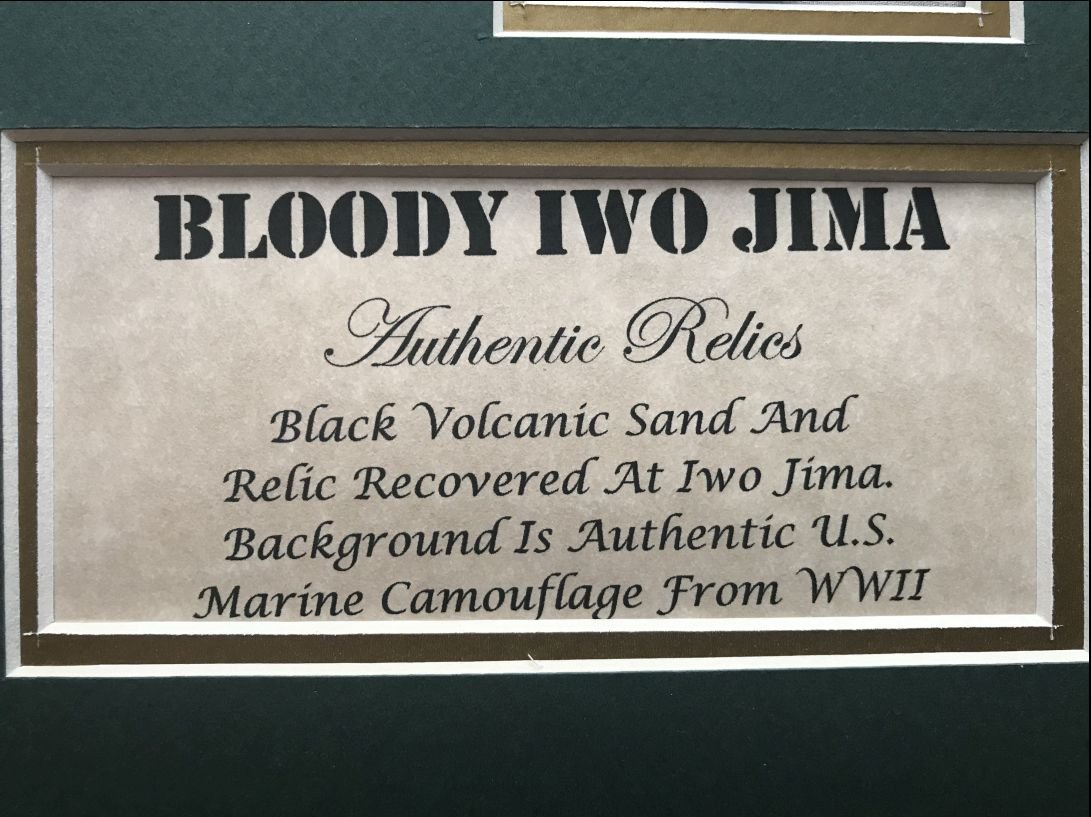 BLOODY IWO JIMA
Authentic Relics
Black Volcanic Sand And
Relic Recovered At Iwo Jima.
Background Is Authentic U.S.
Marine Camouflage From WWII